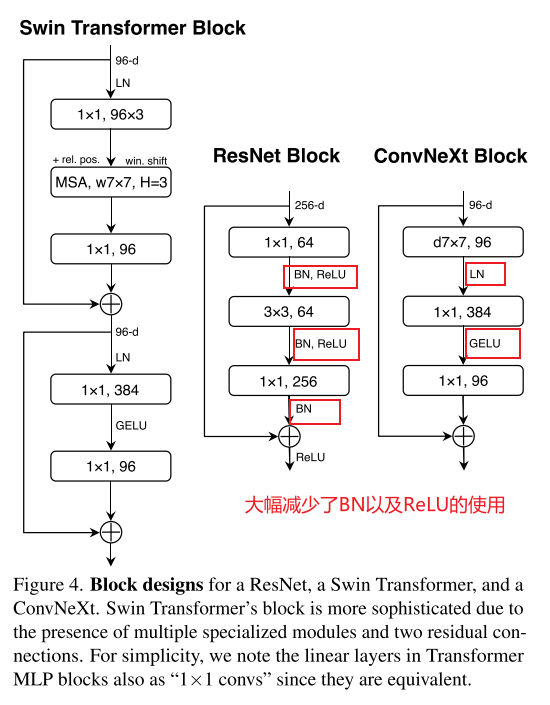 Swin Transformer Block
96-d
LN
1×1, 96×3
+ rel. pos.
win. shift
MSA, w7×7, H=3
1×1, 96
96-d
LN
1×1, 384
GELU
1×1, 96
ResNet Block
256-d
1×1, 64
BN, ReLU
3×3, 64
BN, ReLU
1×1, 256
BN
ReLU
ConvNeXt Block
96-d
d7×7, 96
LN
1×1, 384
GELU
1×1, 96
大幅减少了BN以及ReLU的使用
Figure 4. Block designs for a ResNet, a Swin Transformer, and a
ConvNeXt. Swin Transformer's block is more sophisticated due to
the presence of multiple specialized modules and two residual con-
nections. For simplicity, we note the linear layers in Transformer
MLP blocks also as “1×1 convs” since they are equivalent.